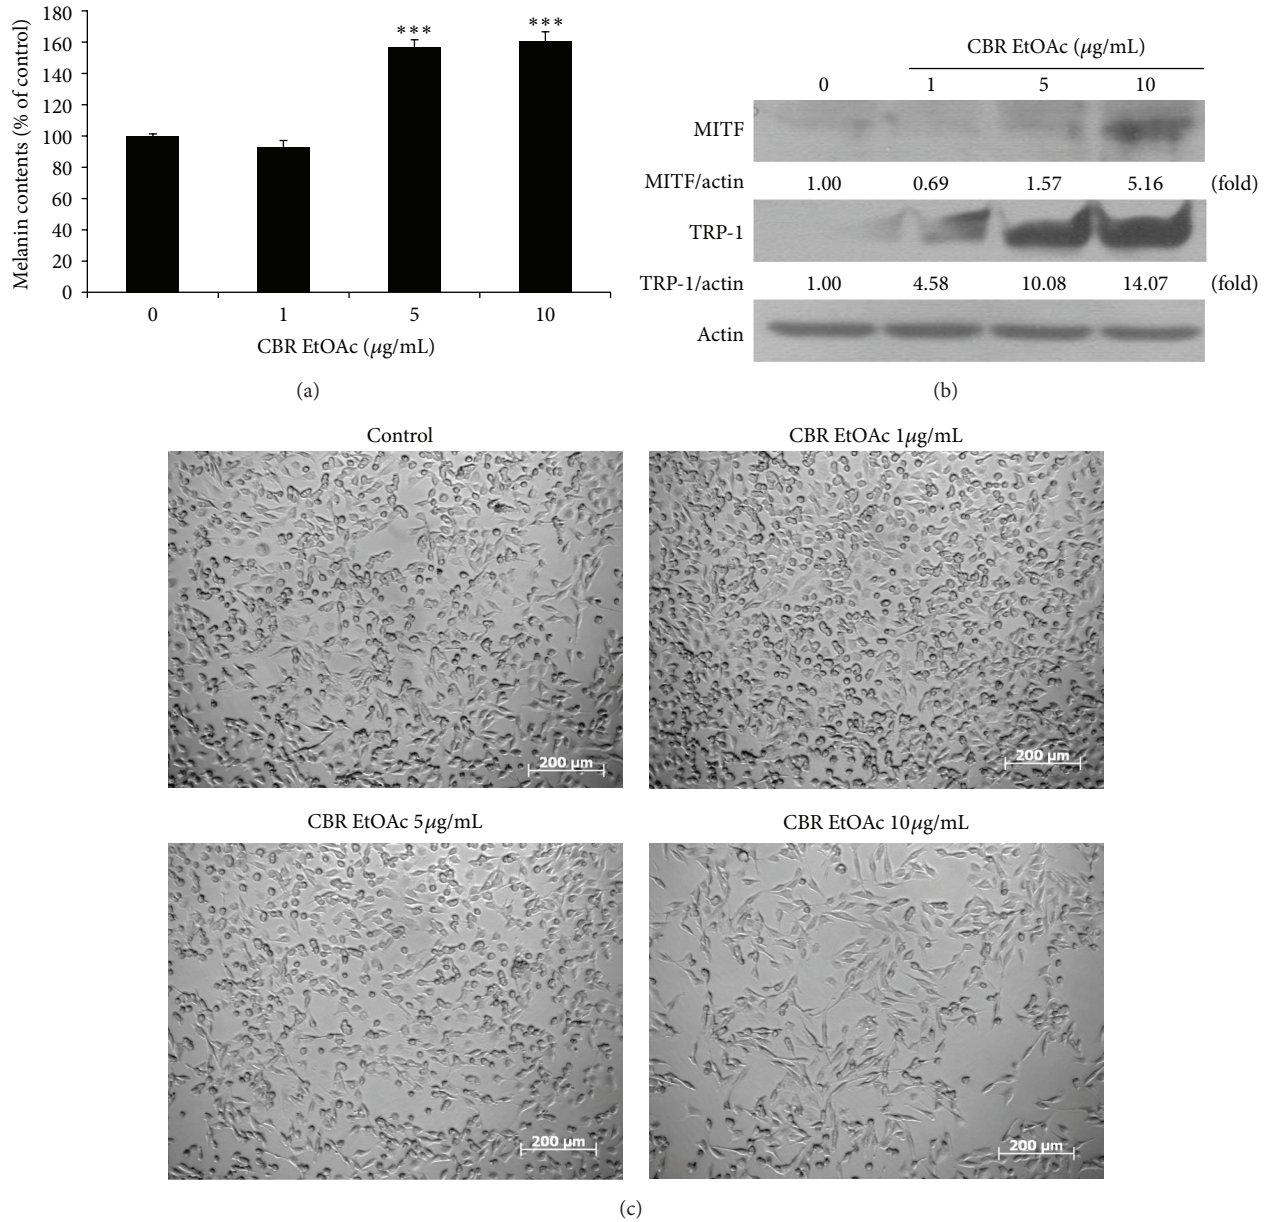 Melanin contents (% of control)
180
160
140
120
100
80
60
40
20
0
***
***
0 1 5 10
CBR EtOAc (μg/mL)
(a)
CBR EtOAc (μg/mL)
0 1 5 10
MITF
MITF/actin 1.00 0.69 1.57 5.16 (fold)
TRP-1
TRP-1/actin 1.00 4.58 10.08 14.07 (fold)
Actin
(b)
Control
200 μm
CBR EtOAc 1μg/mL
200 μm
CBR EtOAc 5μg/mL
200 μm
CBR EtOAc 10μg/mL
200 μm
(c)